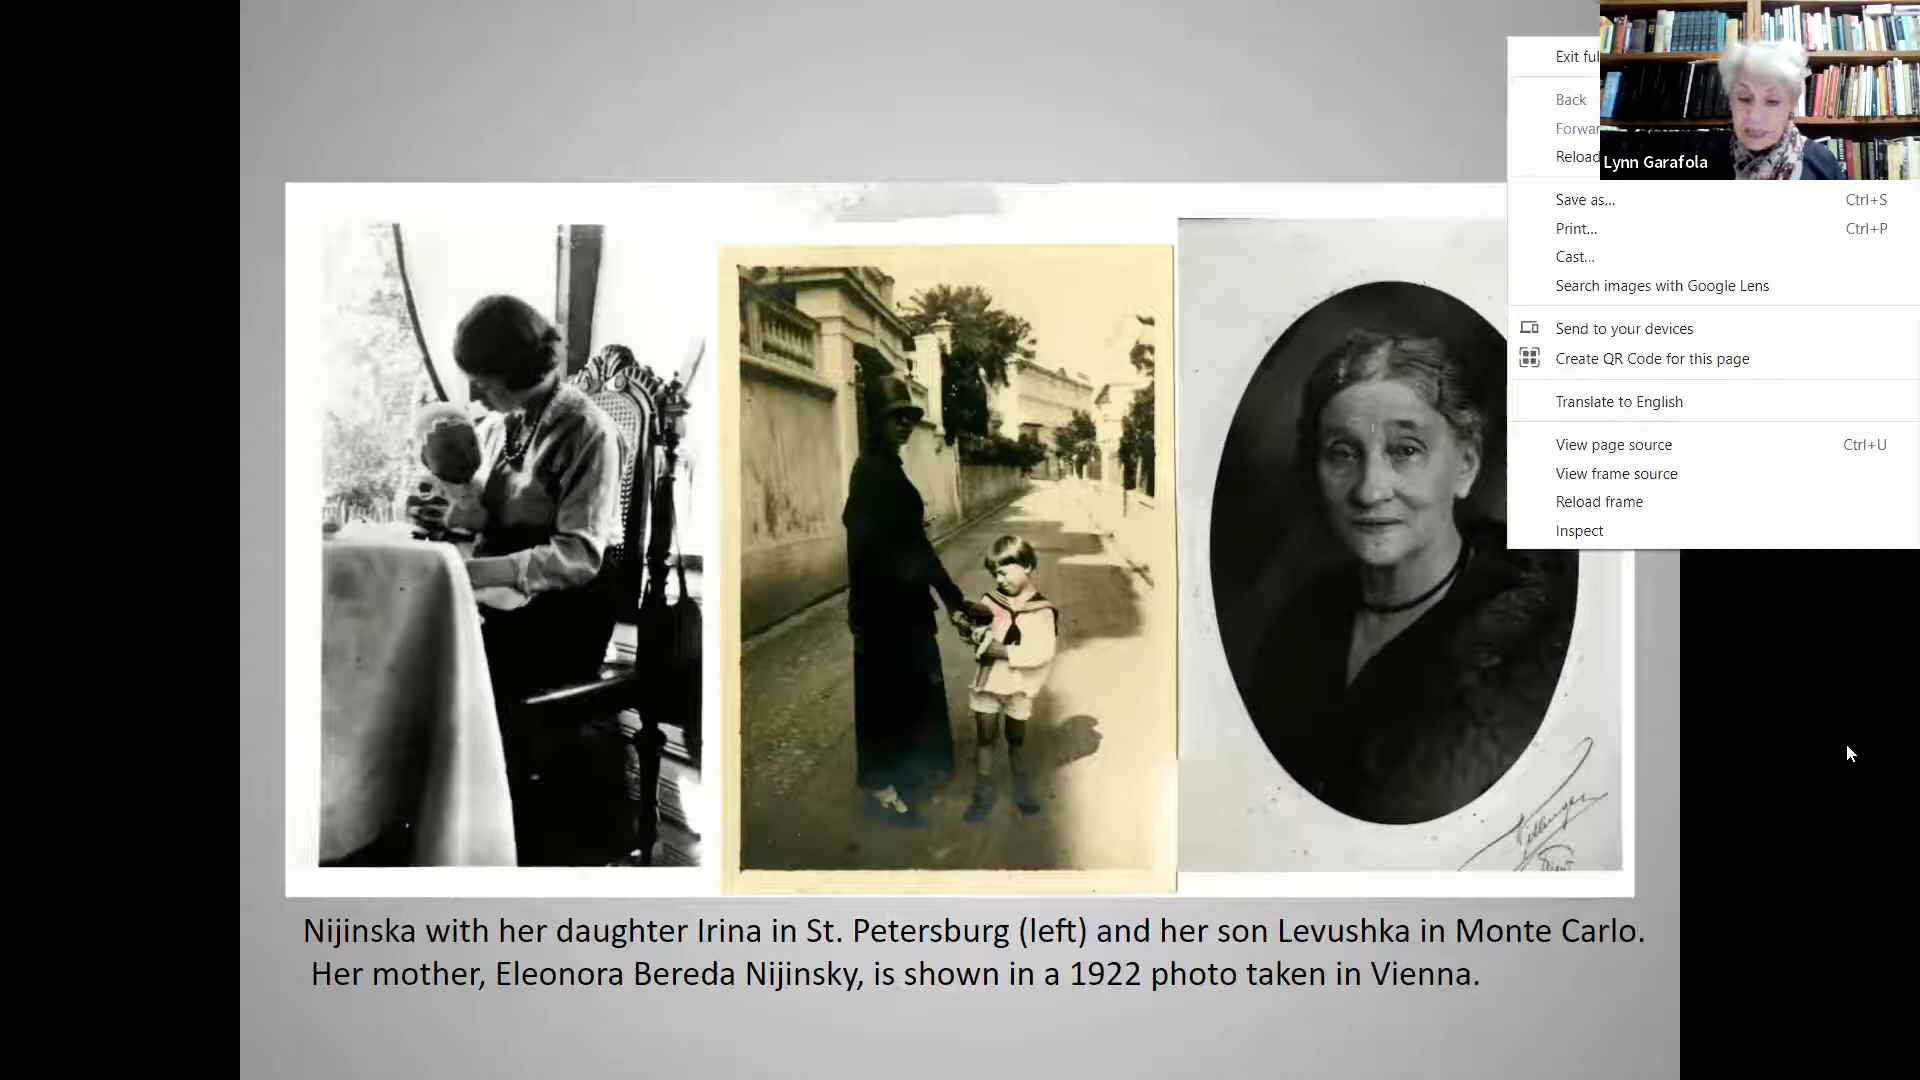 Exit ful
Back
Forwar
Reload
Lynn Garafola
Save as... Ctrl+S
Print... Ctrl+P
Cast...
Search images with Google Lens
Send to your devices
Create QR Code for this page
Translate to English
View page source Ctrl+U
View frame source
Reload frame
Inspect
Nijinska with her daughter Irina in St. Petersburg (left) and her son Levushka in Monte Carlo.
Her mother, Eleonora Bereda Nijinsky, is shown in a 1922 photo taken in Vienna.